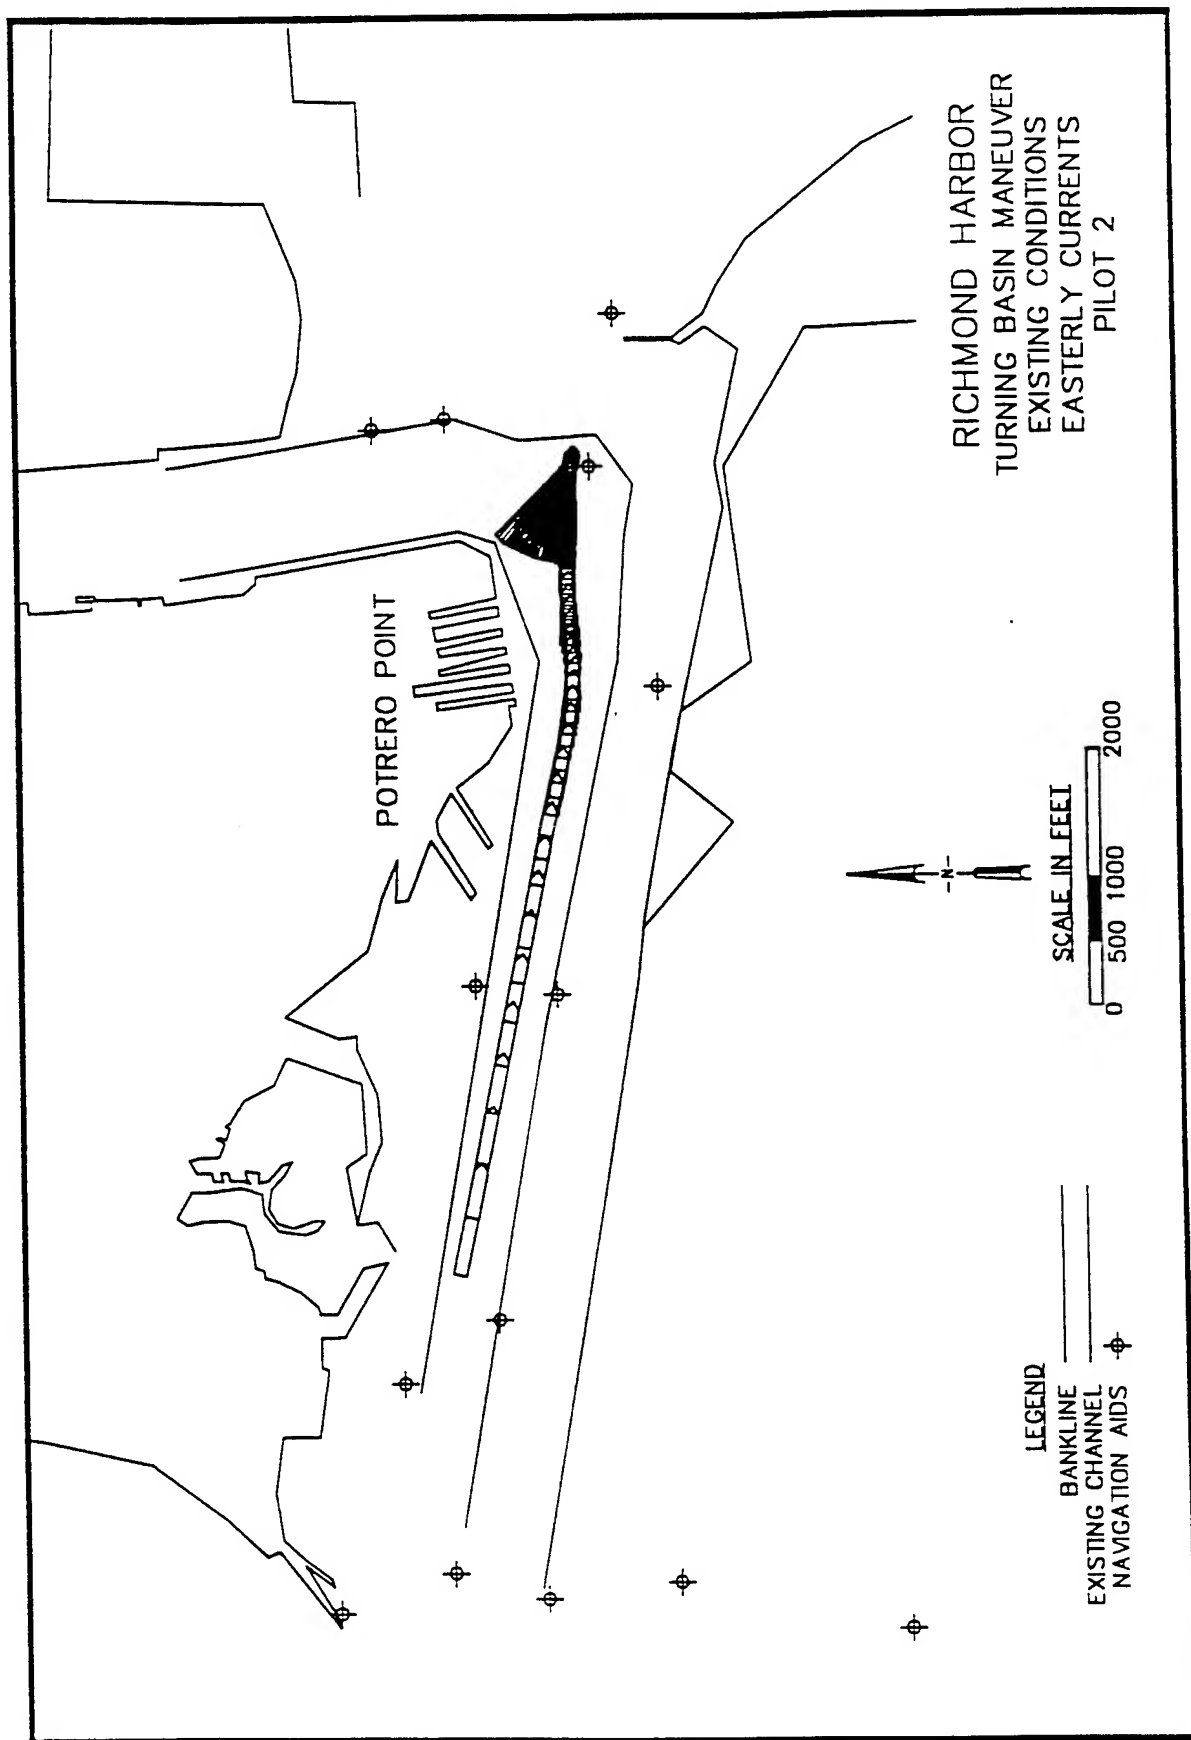 POTRERO POINT
RICHMOND HARBOR
TURNING BASIN MANEUVER
EXISTING CONDITIONS
EASTERLY CURRENTS
PILOT 2
-N-
SCALE IN FEET
0 500 1000 2000
LEGEND
BANKLINE
EXISTING CHANNEL
NAVIGATION AIDS